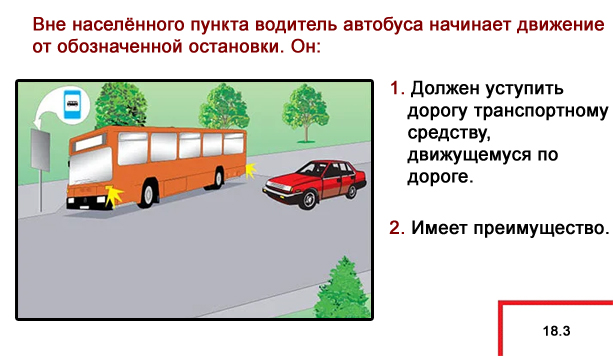 Вне населённого пункта водитель автобуса начинает движение
от обозначенной остановки. Он:
1. Должен уступить
дорогу транспортному
средству,
движущемуся по
дороге.
2. Имеет преимущество.
18.3